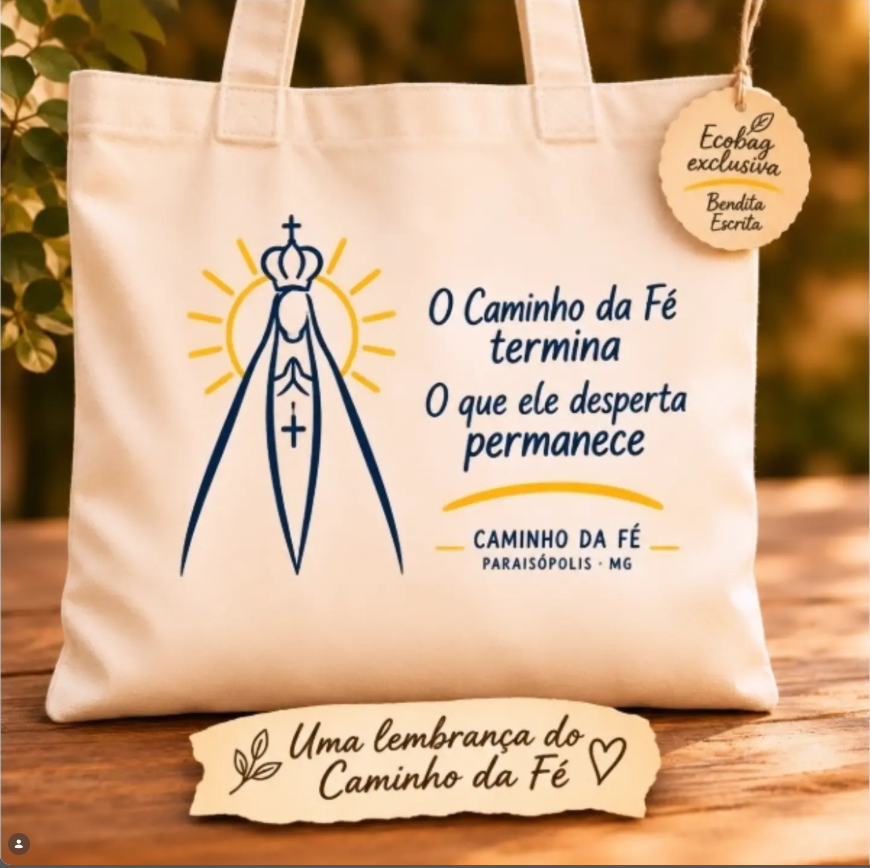 Ecobag
exclusiva
Bendita
Escrita
O Caminho da Fé
termina
O que ele desperta
permanece
CAMINHO DA FÉ
PARAISÓPOLIS · MG
Uma lembrança do
Caminho da Fé